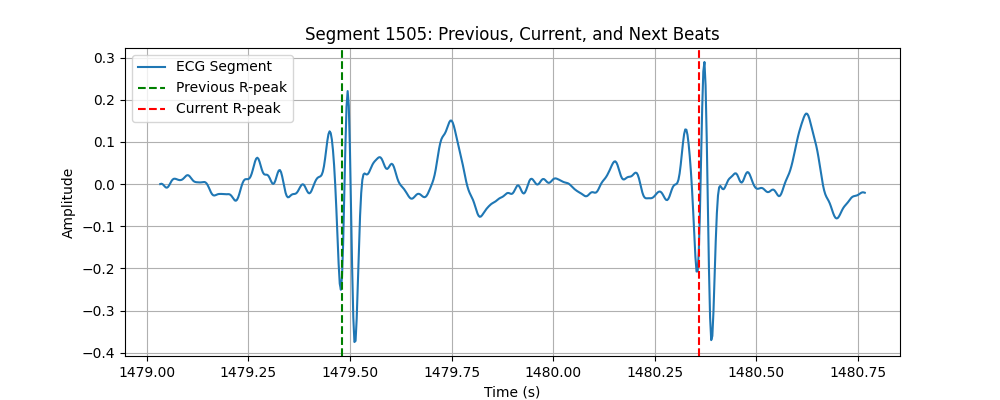 Segment 1505: Previous, Current, and Next Beats
ECG Segment
Previous R-peak
Current R-peak
Amplitude
0.3
0.2
0.1
0.0
−0.1
−0.2
−0.3
−0.4
1479.00 1479.25 1479.50 1479.75 1480.00 1480.25 1480.50 1480.75
Time (s)